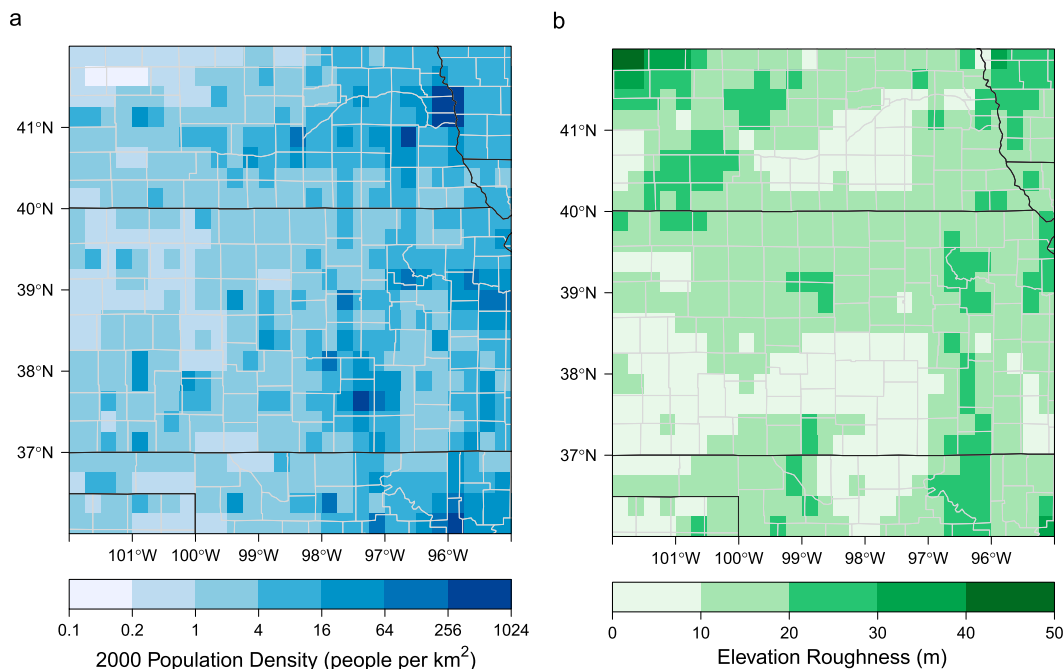 a
41°N
40°N
39°N
38°N
37°N
101°W 100°W 99°W 98°W 97°W 96°W
0.1 0.2 1 4 16 64 256 1024
2000 Population Density (people per km²)
b
41°N
40°N
39°N
38°N
37°N
101°W 100°W 99°W 98°W 97°W 96°W
0 10 20 30 40 50
Elevation Roughness (m)